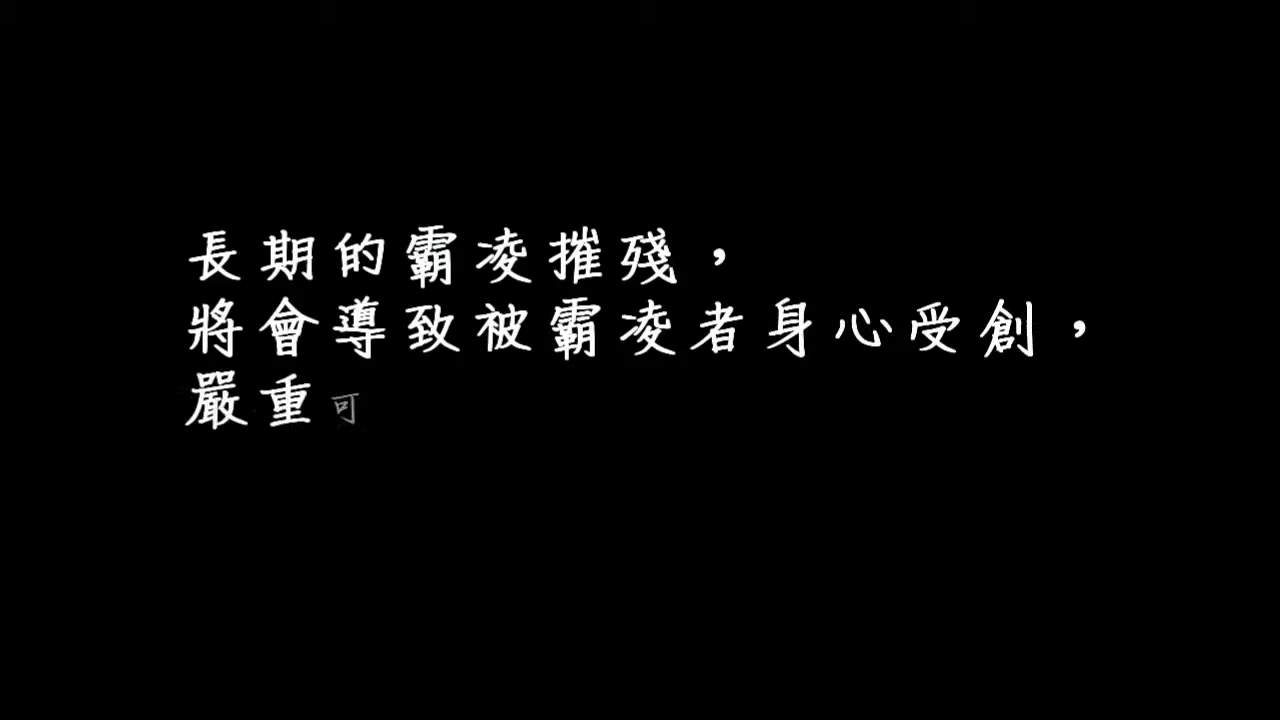 長期的霸凌摧殘，
將會導致被霸凌者身心受創，
嚴重可